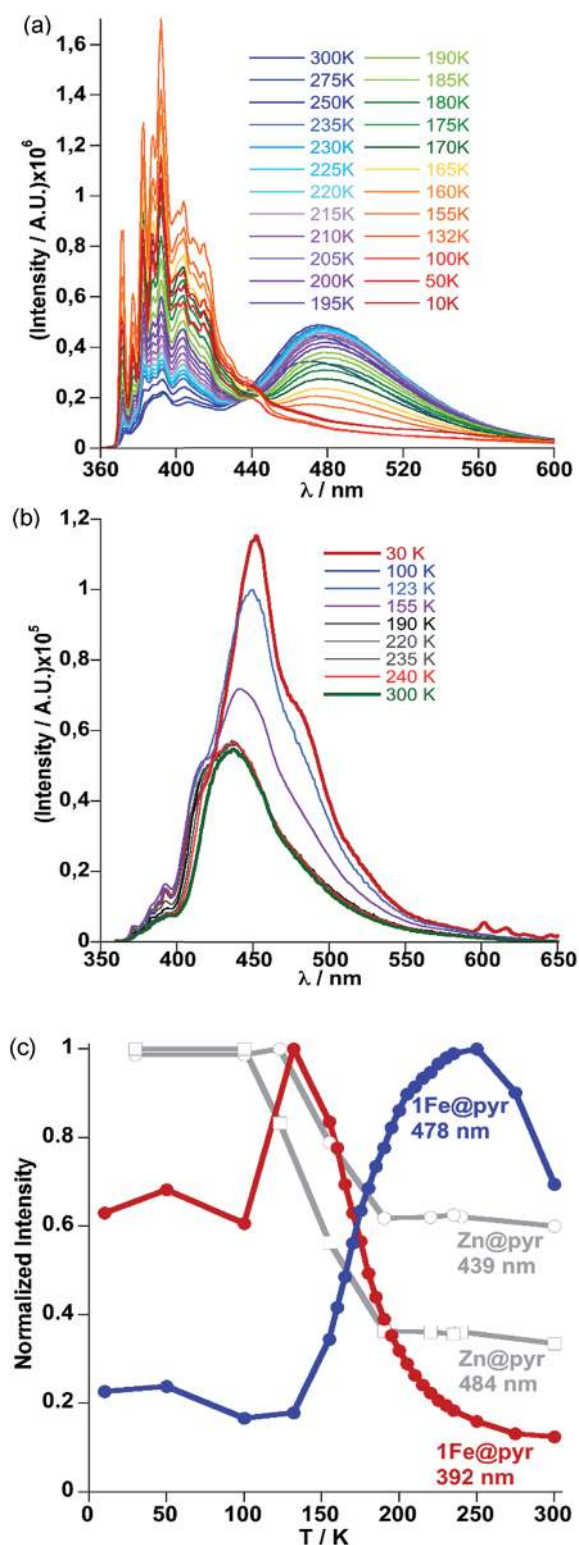 (a)
1,6
1,4
1,2
1
0,8
0,6
0,4
0,2
0
(Intensity / A.U.)x10⁶
300K 190K
275K 185K
250K 180K
235K 175K
230K 170K
225K 165K
220K 160K
215K 155K
210K 132K
205K 100K
200K 50K
195K 10K
360 400 440 480 520 560 600
λ / nm
(b)
1,2
1
0,8
0,6
0,4
0,2
0
(Intensity / A.U.)x10⁵
30 K
100 K
123 K
155 K
190 K
220 K
235 K
240 K
300 K
350 400 450 500 550 600 650
λ / nm
(c)
1
0.8
0.6
0.4
0.2
0
Normalized Intensity
1Fe@pyr
478 nm
Zn@pyr
439 nm
Zn@pyr
484 nm
1Fe@pyr
392 nm
0 50 100 150 200 250 300
T / K